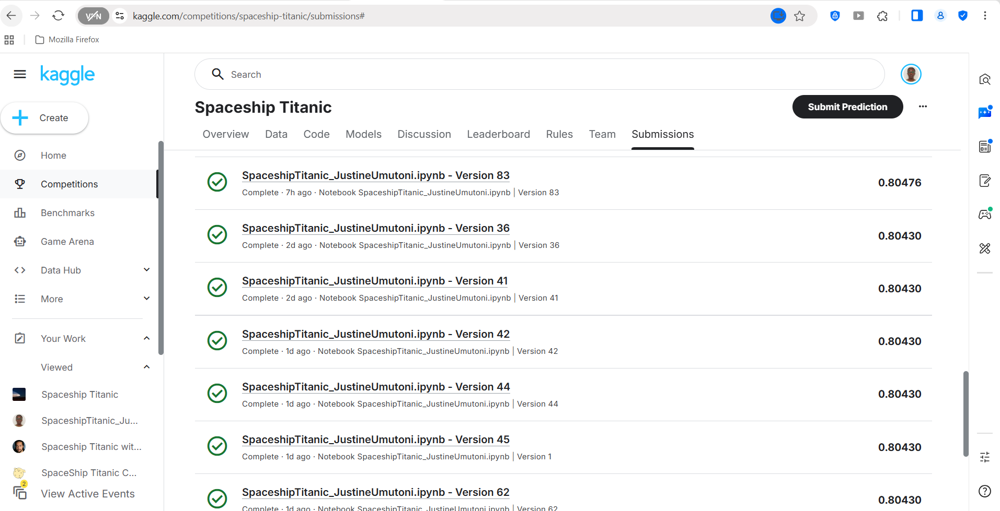 VPN
kaggle.com/competitions/spaceship-titanic/submissions#
Mozilla Firefox
kaggle
Search
Create
Spaceship Titanic
Submit Prediction
Overview
Data
Code
Models
Discussion
Leaderboard
Rules
Team
Submissions
Home
Competitions
Benchmarks
Game Arena
Data Hub
More
Your Work
Viewed
Spaceship Titanic
SpaceshipTitanic_Ju...
Spaceship Titanic wit...
SpaceShip Titanic C...
2
View Active Events
SpaceshipTitanic_JustineUmutoni.ipynb - Version 83
0.80476
Complete · 7h ago · Notebook SpaceshipTitanic_JustineUmutoni.ipynb | Version 83
SpaceshipTitanic_JustineUmutoni.ipynb - Version 36
0.80430
Complete · 2d ago · Notebook SpaceshipTitanic_JustineUmutoni.ipynb | Version 36
SpaceshipTitanic_JustineUmutoni.ipynb - Version 41
0.80430
Complete · 2d ago · Notebook SpaceshipTitanic_JustineUmutoni.ipynb | Version 41
SpaceshipTitanic_JustineUmutoni.ipynb - Version 42
0.80430
Complete · 1d ago · Notebook SpaceshipTitanic_JustineUmutoni.ipynb | Version 42
SpaceshipTitanic_JustineUmutoni.ipynb - Version 44
0.80430
Complete · 1d ago · Notebook SpaceshipTitanic_JustineUmutoni.ipynb | Version 44
SpaceshipTitanic_JustineUmutoni.ipynb - Version 45
0.80430
Complete · 1d ago · Notebook SpaceshipTitanic_JustineUmutoni.ipynb | Version 1
SpaceshipTitanic_JustineUmutoni.ipynb - Version 62
0.80430
Complete · 1d ago · Notebook SpaceshipTitanic_JustineUmutoni.ipynb | Version 62